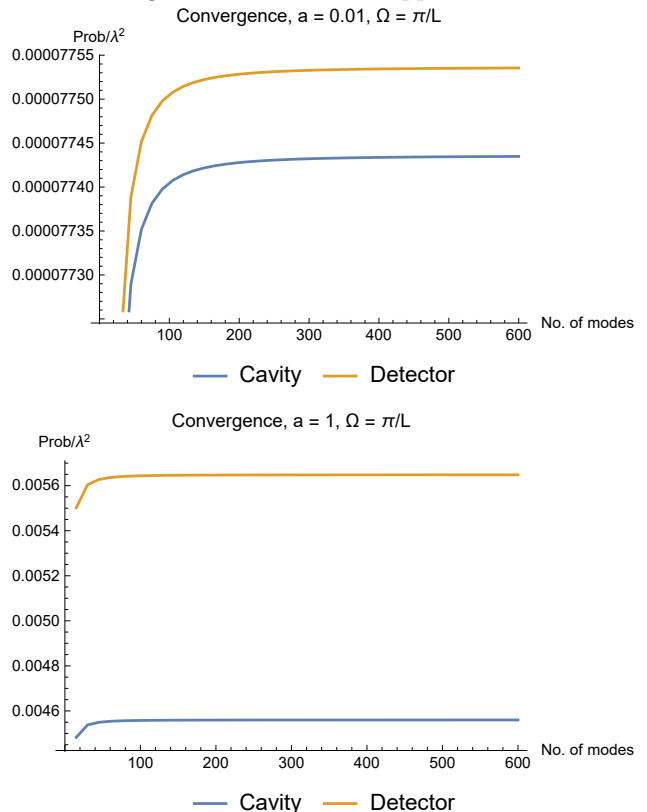 Convergence, a = 0.01, Ω = π/L
Prob/λ²
0.00007755
0.00007750
0.00007745
0.00007740
0.00007735
0.00007730
100 200 300 400 500 600 No. of modes
Cavity Detector
Convergence, a = 1, Ω = π/L
Prob/λ²
0.0056
0.0054
0.0052
0.0050
0.0048
0.0046
100 200 300 400 500 600 No. of modes
Cavity Detector